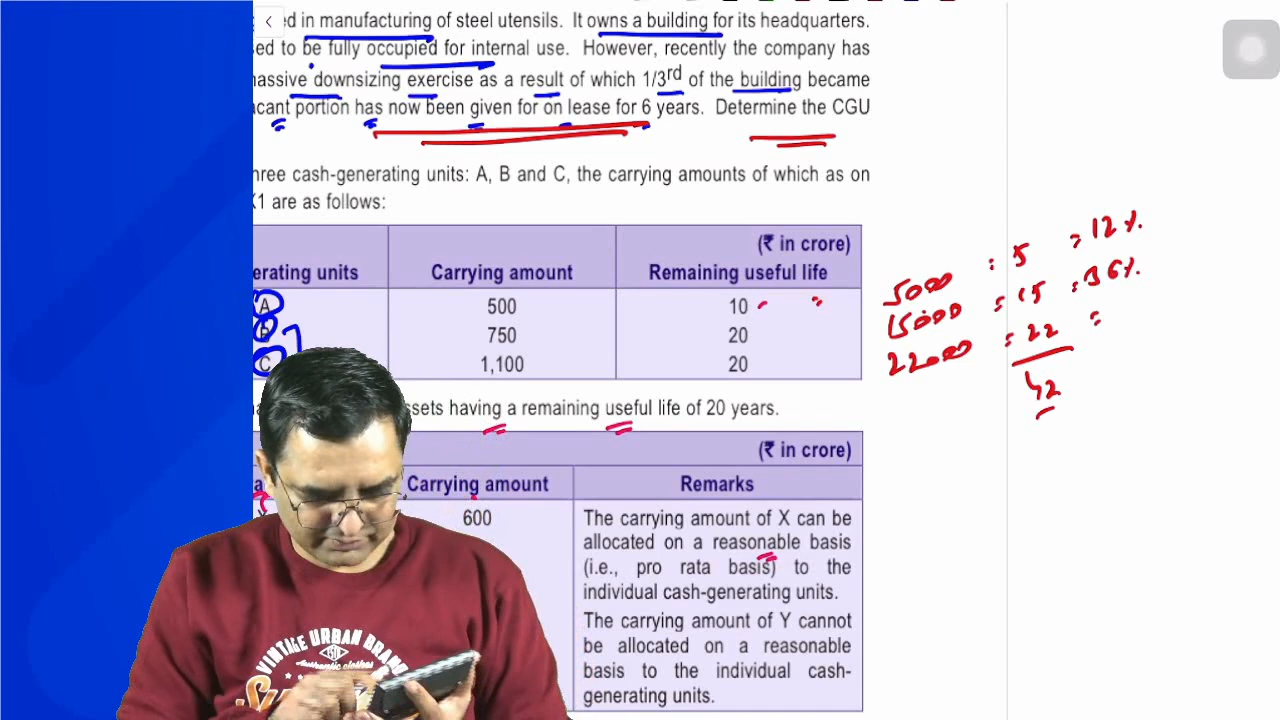 ed in manufacturing of steel utensils. It owns a building for its headquarters.
sed to be fully occupied for internal use. However, recently the company has
massive downsizing exercise as a result of which 1/3rd of the building became
acant portion has now been given for on lease for 6 years. Determine the CGU
hree cash-generating units: A, B and C, the carrying amounts of which as on
X1 are as follows:
(₹ in crore)
erating units Carrying amount Remaining useful life
A 500 10
B 750 20
C 1,100 20
5000 : 5 = 12%
15000 = 15 = 36%
22000 = 22 =
42
ssets having a remaining useful life of 20 years.
(₹ in crore)
Carrying amount Remarks
X 600 The carrying amount of X can be
allocated on a reasonable basis
(i.e., pro rata basis) to the
individual cash-generating units.
The carrying amount of Y cannot
be allocated on a reasonable
basis to the individual cash-
generating units.
VINTAGE URBAN BRAN
Authentic clothes